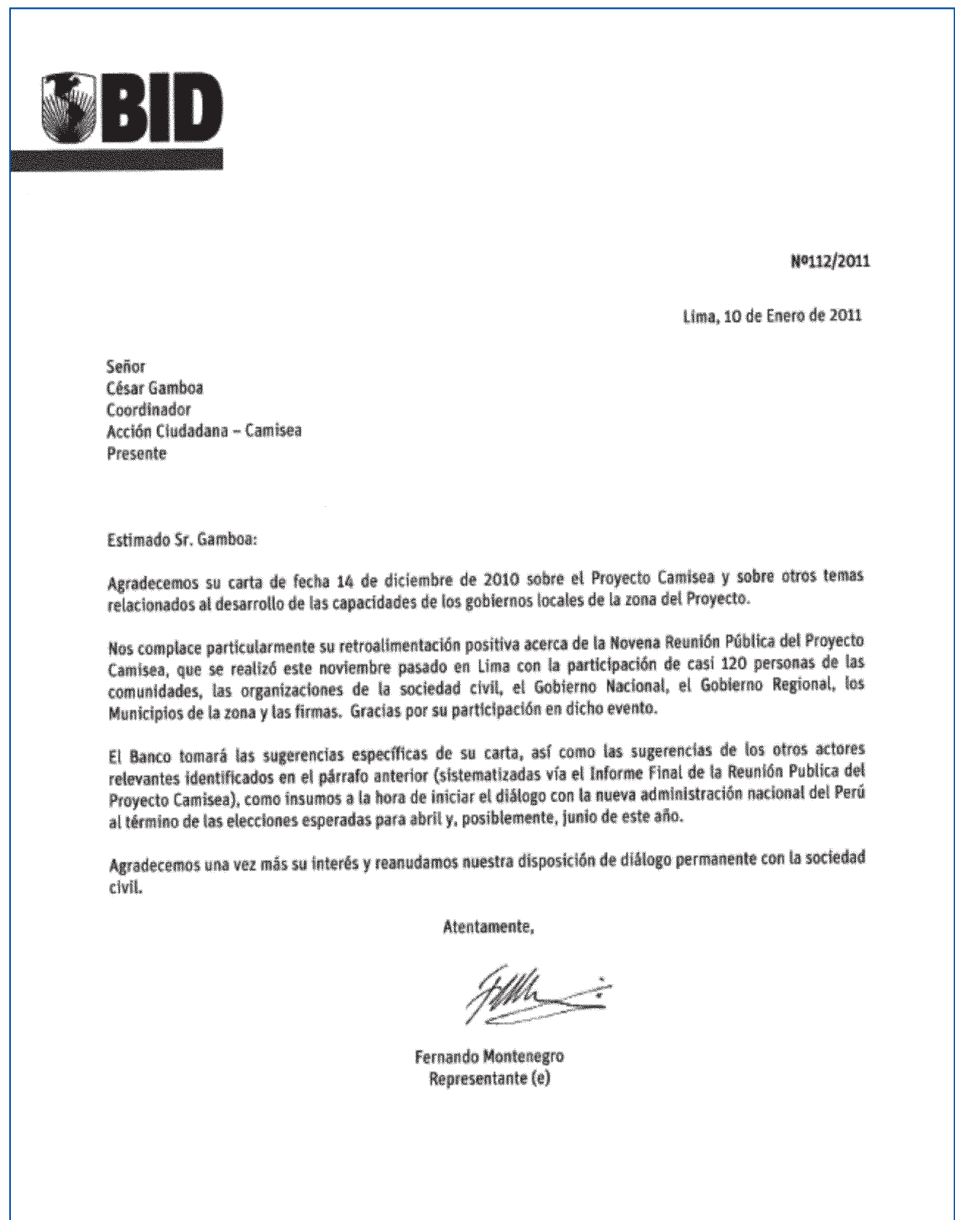 BID
Nº112/2011
Lima, 10 de Enero de 2011
Señor
César Gamboa
Coordinador
Acción Ciudadana – Camisea
Presente
Estimado Sr. Gamboa:
Agradecemos su carta de fecha 14 de diciembre de 2010 sobre el Proyecto Camisea y sobre otros temas
relacionados al desarrollo de las capacidades de los gobiernos locales de la zona del Proyecto.
Nos complace particularmente su retroalimentación positiva acerca de la Novena Reunión Pública del Proyecto
Camisea, que se realizó este noviembre pasado en Lima con la participación de casi 120 personas de las
comunidades, las organizaciones de la sociedad civil, el Gobierno Nacional, el Gobierno Regional, los
Municipios de la zona y las firmas. Gracias por su participación en dicho evento.
El Banco tomará las sugerencias específicas de su carta, así como las sugerencias de los otros actores
relevantes identificados en el párrafo anterior (sistematizadas vía el Informe Final de la Reunión Publica del
Proyecto Camisea), como insumos a la hora de iniciar el diálogo con la nueva administración nacional del Perú
al término de las elecciones esperadas para abril y, posiblemente, junio de este año.
Agradecemos una vez más su interés y reanudamos nuestra disposición de diálogo permanente con la sociedad
civil.
Atentamente,
Fernando Montenegro
Representante (e)